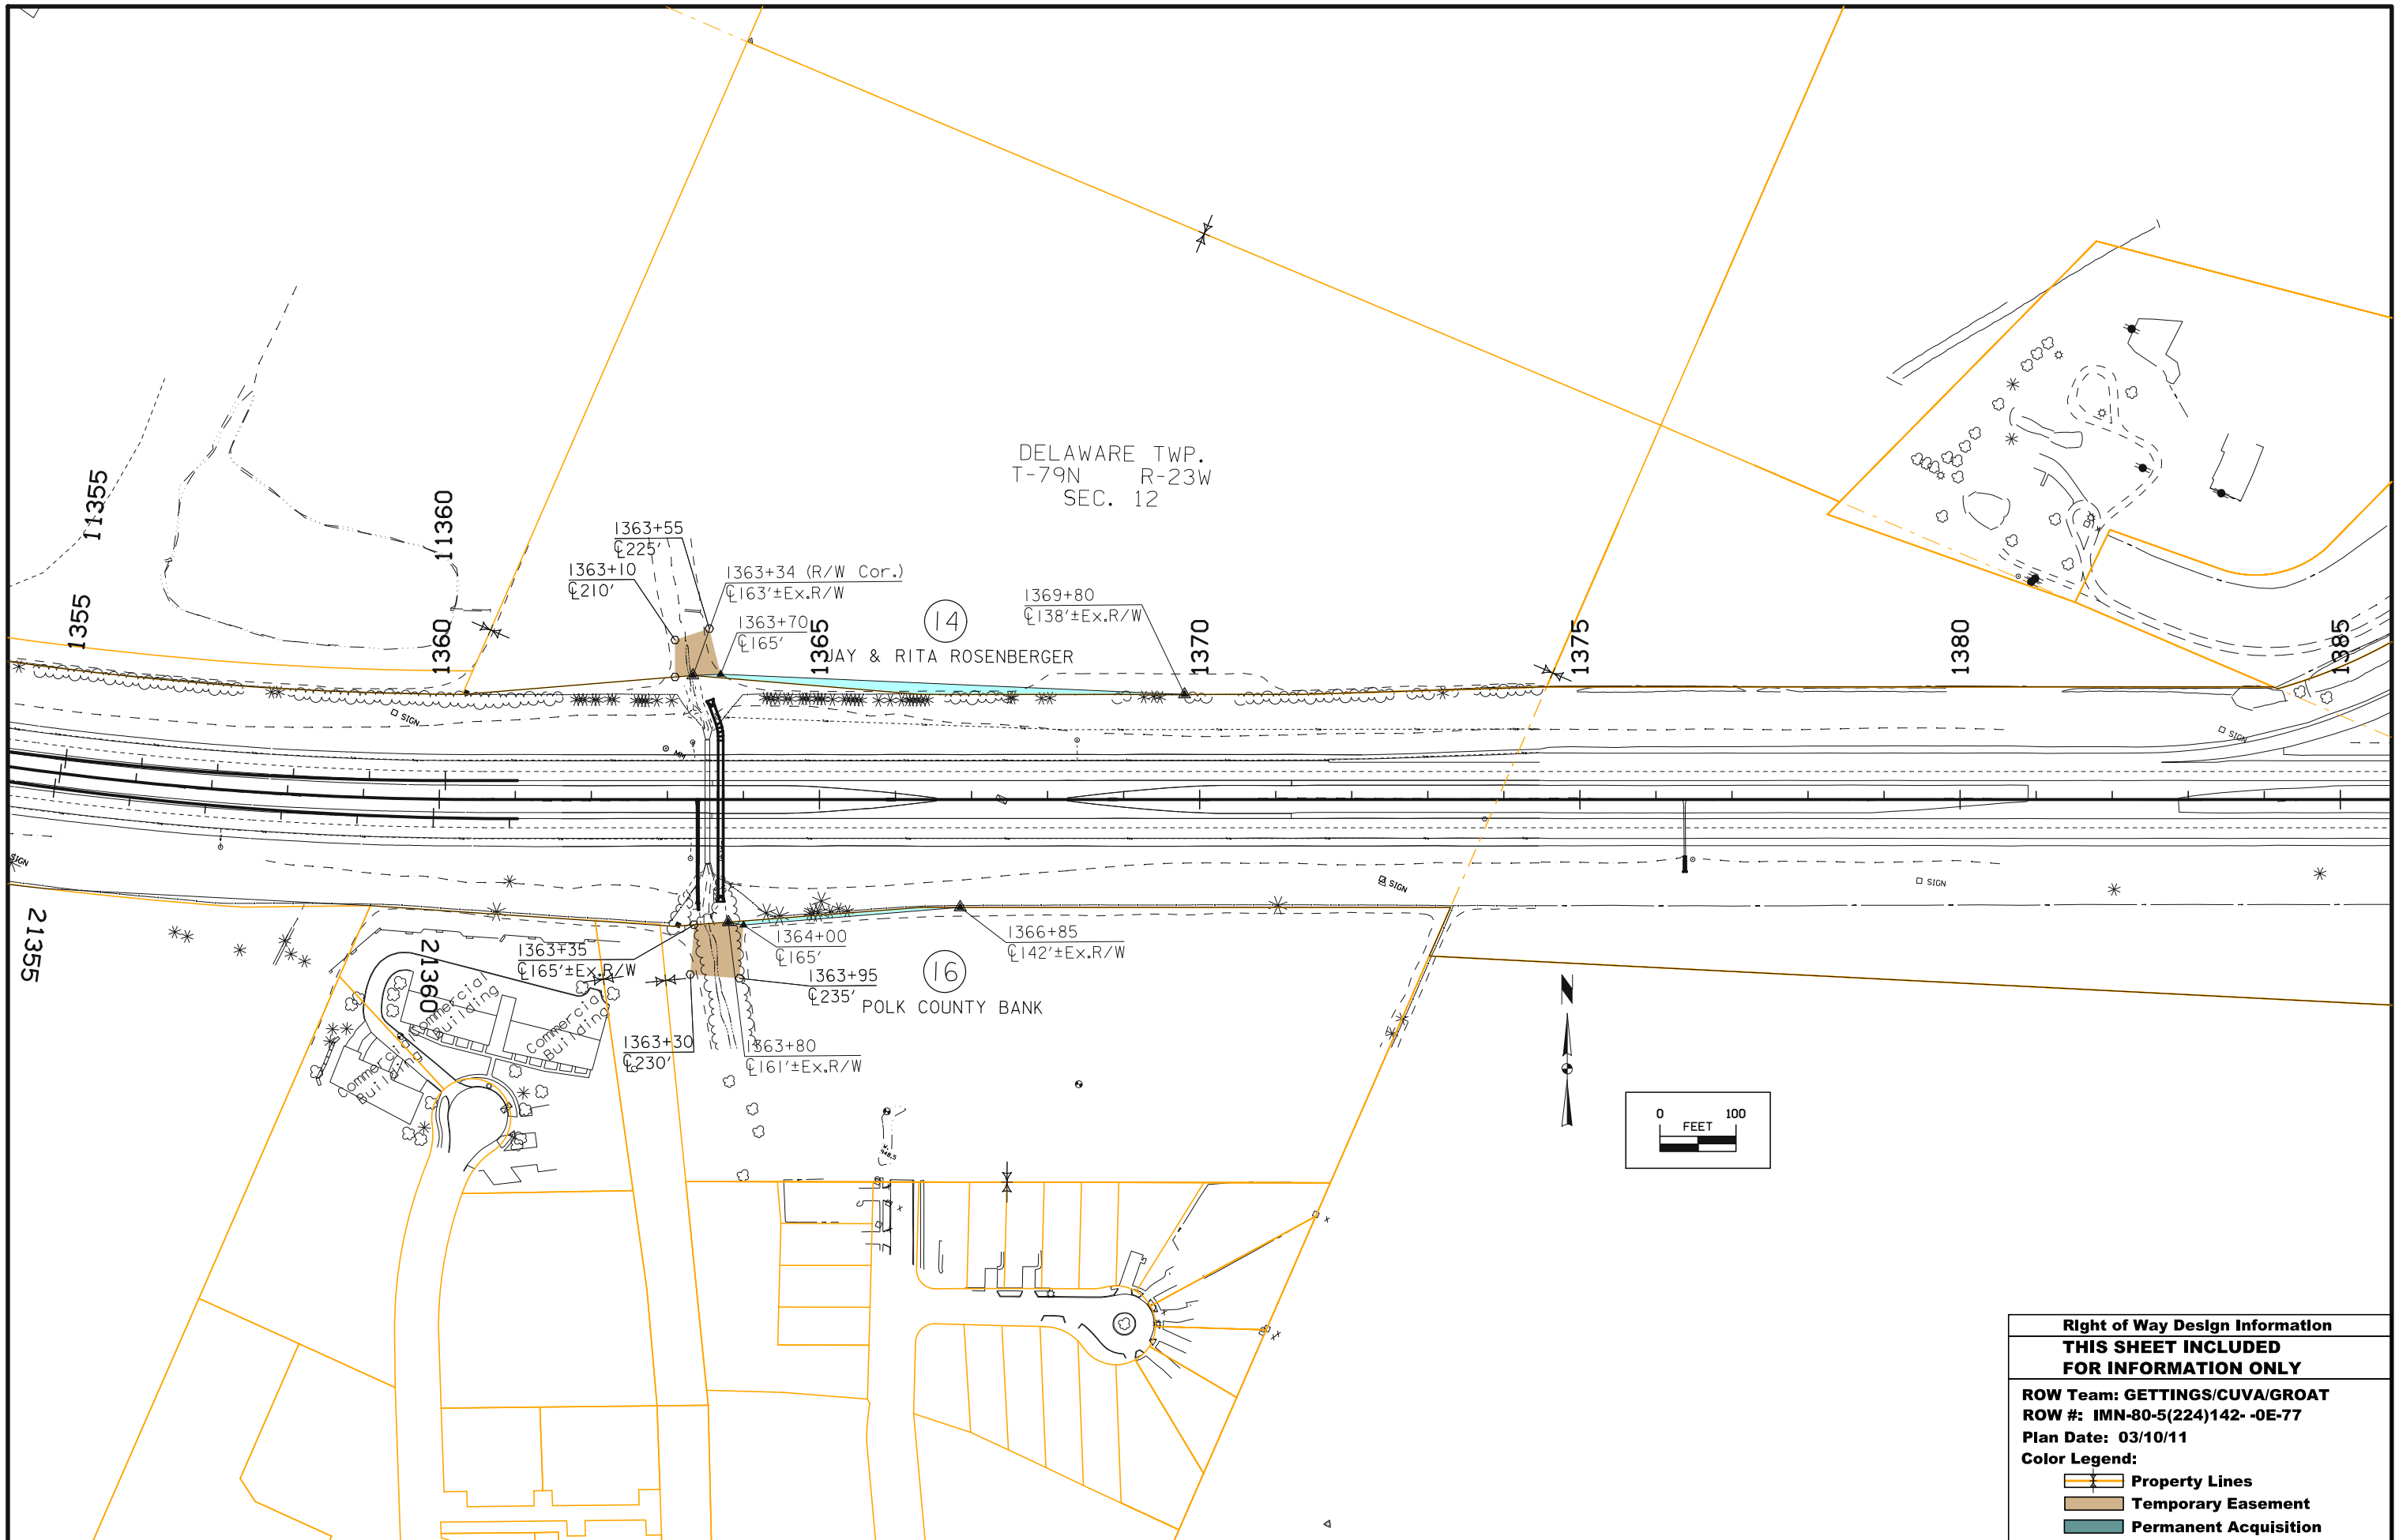 DELAWARE TWP.
T-79N R-23W
SEC. 12
11355
11360
1355
1360
1365
1370
1375
1380
1385
1363+55
℄225'
1363+10
℄210'
1363+34 (R/W Cor.)
℄163'±Ex.R/W
1363+70
℄165'
14
JAY & RITA ROSENBERGER
1369+80
℄138'±Ex.R/W
SIGN
SIGN
MH
SIGN
SIGN
SIGN
21355
21360
1363+35
℄165'±Ex.R/W
1364+00
℄165'
1366+85
℄142'±Ex.R/W
1363+95
℄235'
16
POLK COUNTY BANK
1363+30
℄230'
1363+80
℄161'±Ex.R/W
Commercial
Building
Commercial
Building
Commercial
Building
0 100
FEET
Right of Way Design Information
THIS SHEET INCLUDED
FOR INFORMATION ONLY
ROW Team: GETTINGS/CUVA/GROAT
ROW #: IMN-80-5(224)142- -0E-77
Plan Date: 03/10/11
Color Legend:
Property Lines
Temporary Easement
Permanent Acquisition